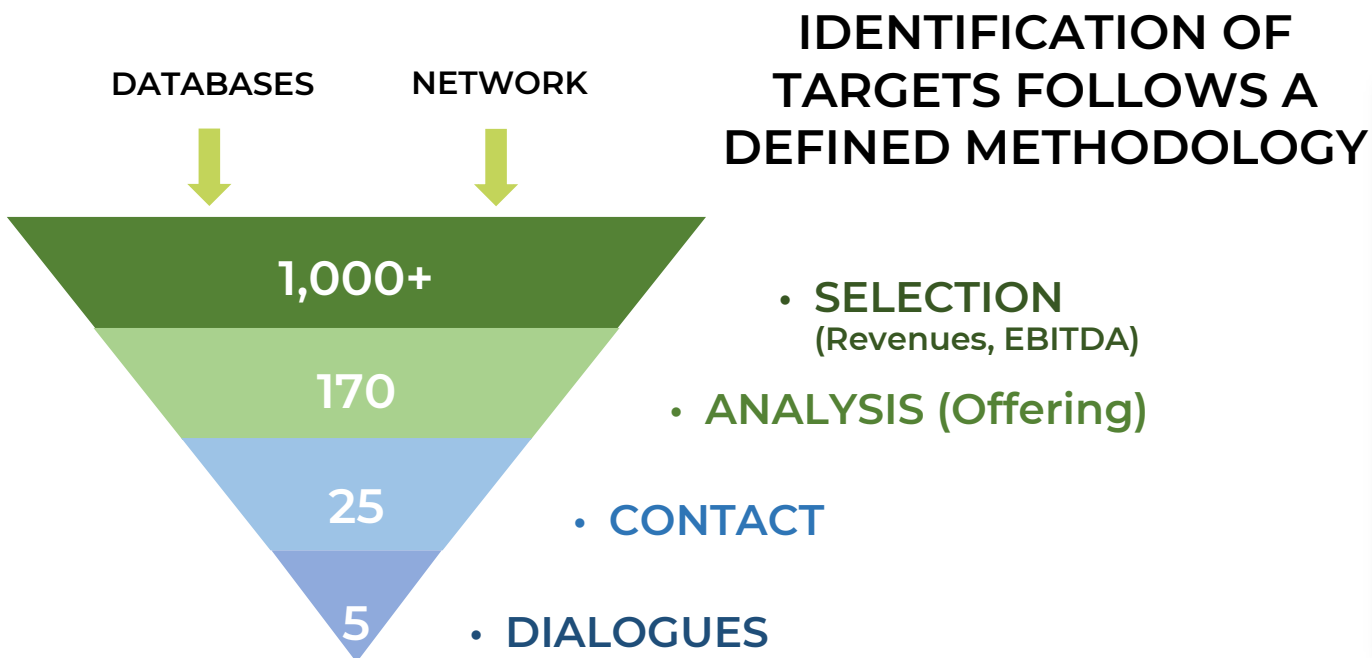 IDENTIFICATION OF
TARGETS FOLLOWS A
DEFINED METHODOLOGY
DATABASES
NETWORK
1,000+
• SELECTION
(Revenues, EBITDA)
170
• ANALYSIS (Offering)
25
• CONTACT
5
• DIALOGUES